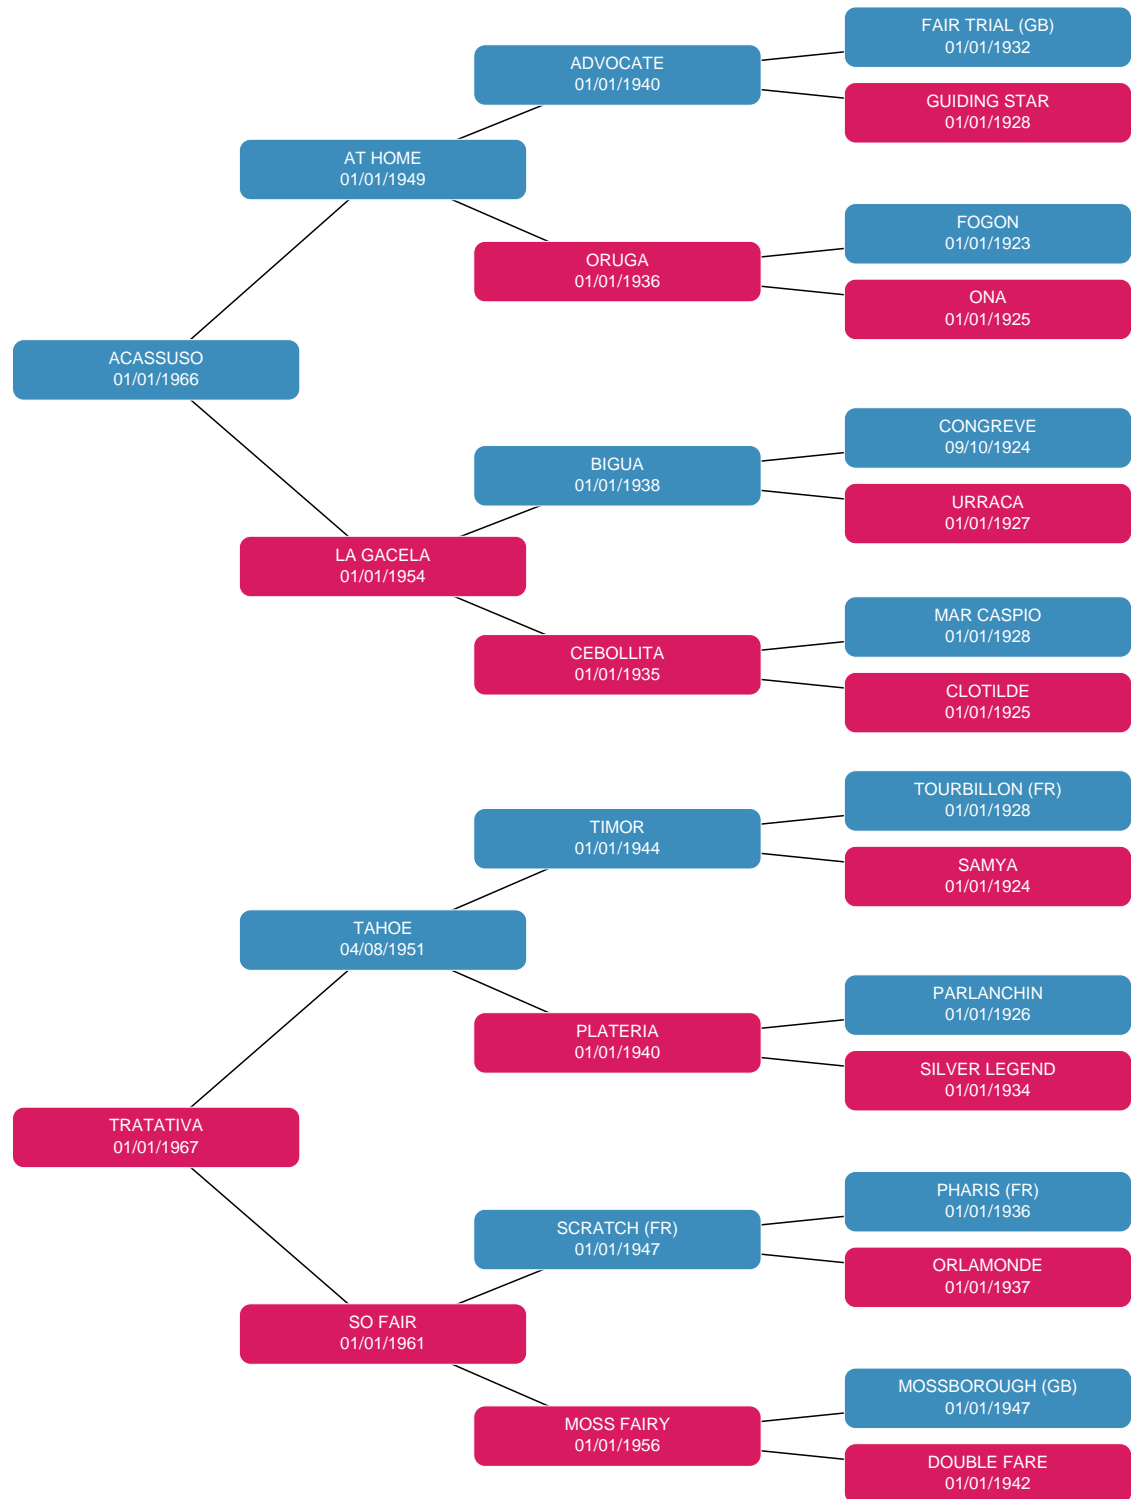 FAIR TRIAL (GB)
01/01/1932
ADVOCATE
01/01/1940
GUIDING STAR
01/01/1928
AT HOME
01/01/1949
FOGON
01/01/1923
ORUGA
01/01/1936
ONA
01/01/1925
ACASSUSO
01/01/1966
CONGREVE
09/10/1924
BIGUA
01/01/1938
URRACA
01/01/1927
LA GACELA
01/01/1954
MAR CASPIO
01/01/1928
CEBOLLITA
01/01/1935
CLOTILDE
01/01/1925
TOURBILLON (FR)
01/01/1928
TIMOR
01/01/1944
SAMYA
01/01/1924
TAHOE
04/08/1951
PARLANCHIN
01/01/1926
PLATERIA
01/01/1940
SILVER LEGEND
01/01/1934
TRATATIVA
01/01/1967
PHARIS (FR)
01/01/1936
SCRATCH (FR)
01/01/1947
ORLAMONDE
01/01/1937
SO FAIR
01/01/1961
MOSSBOROUGH (GB)
01/01/1947
MOSS FAIRY
01/01/1956
DOUBLE FARE
01/01/1942